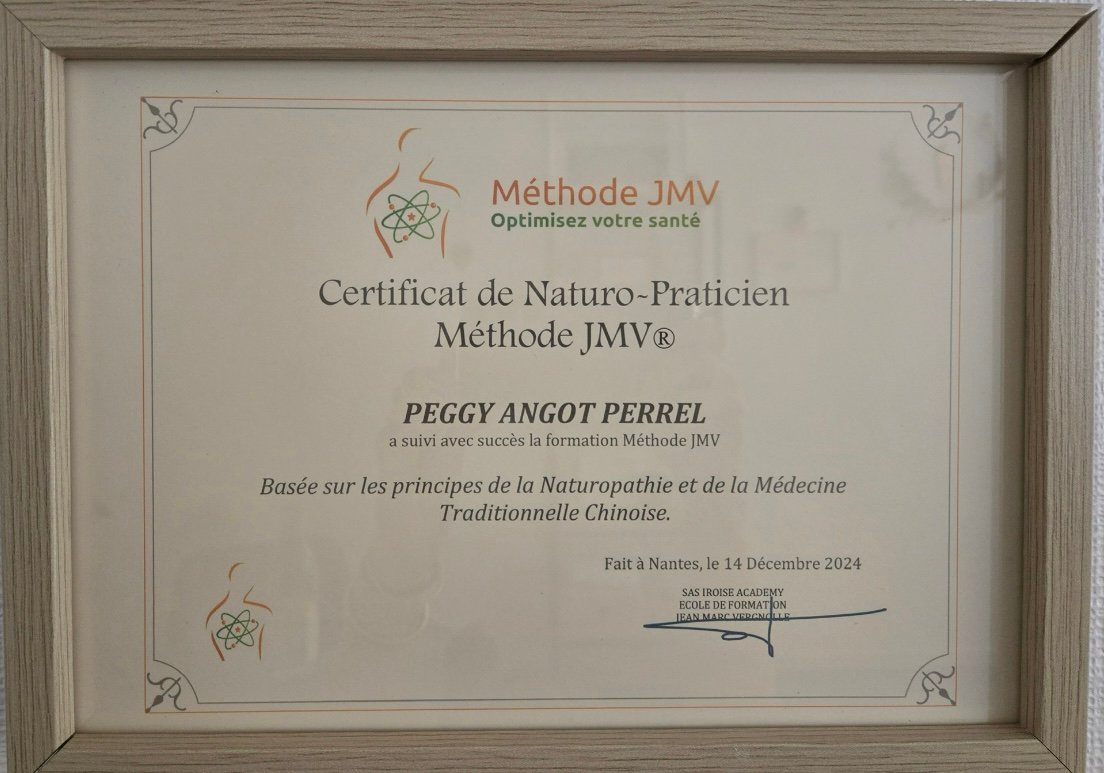 Méthode JMV
Optimisez votre santé
Certificat de Naturo-Praticien
Méthode JMV®
PEGGY ANGOT PERREL
a suivi avec succès la formation Méthode JMV
Basée sur les principes de la Naturopathie et de la Médecine
Traditionnelle Chinoise.
Fait à Nantes, le 14 Décembre 2024
SAS IROISE ACADEMY
ECOLE DE FORMATION
JEAN MARC VERGNOLLE